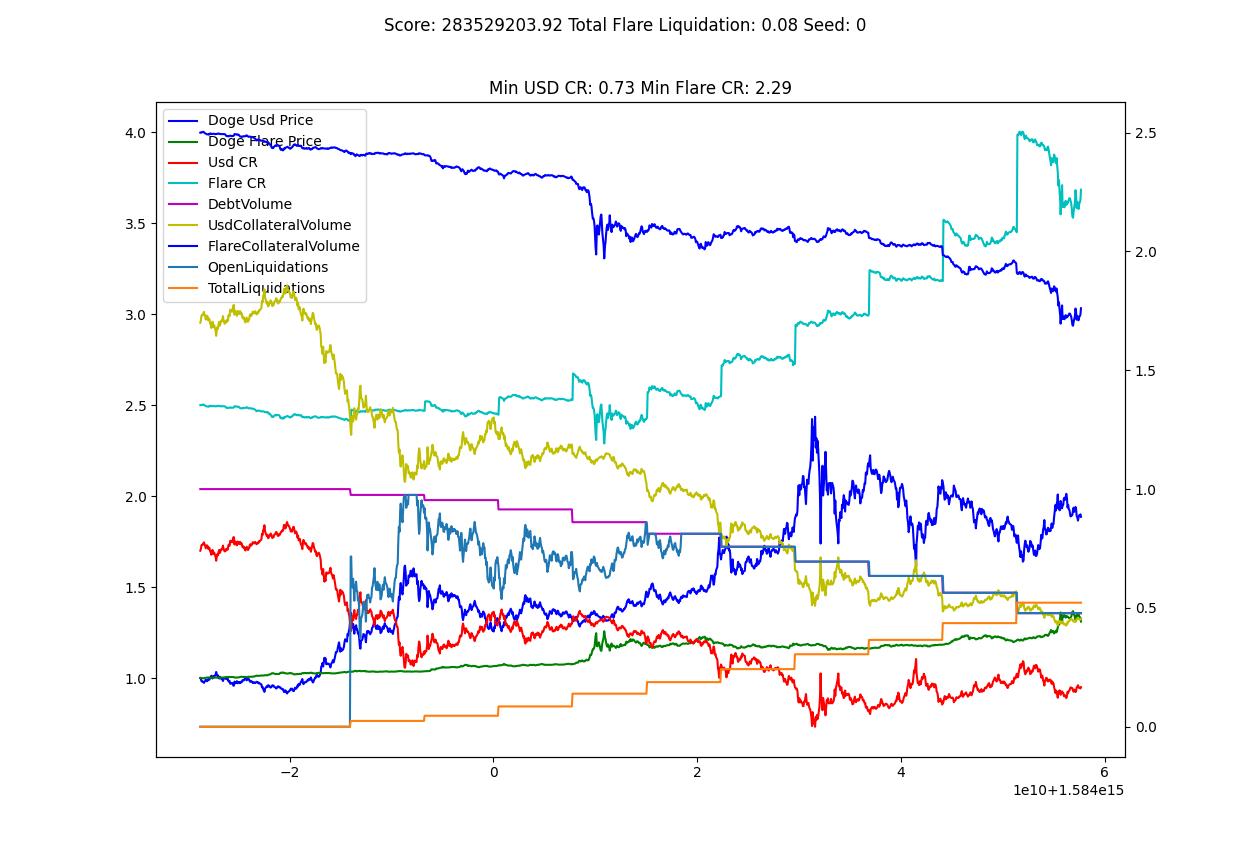 Score: 283529203.92 Total Flare Liquidation: 0.08 Seed: 0
Min USD CR: 0.73 Min Flare CR: 2.29
Doge Usd Price
Doge Flare Price
Usd CR
Flare CR
DebtVolume
UsdCollateralVolume
FlareCollateralVolume
OpenLiquidations
TotalLiquidations
4.0
3.5
3.0
2.5
2.0
1.5
1.0
2.5
2.0
1.5
1.0
0.5
0.0
−2
0
2
4
6
1e10+1.584e15